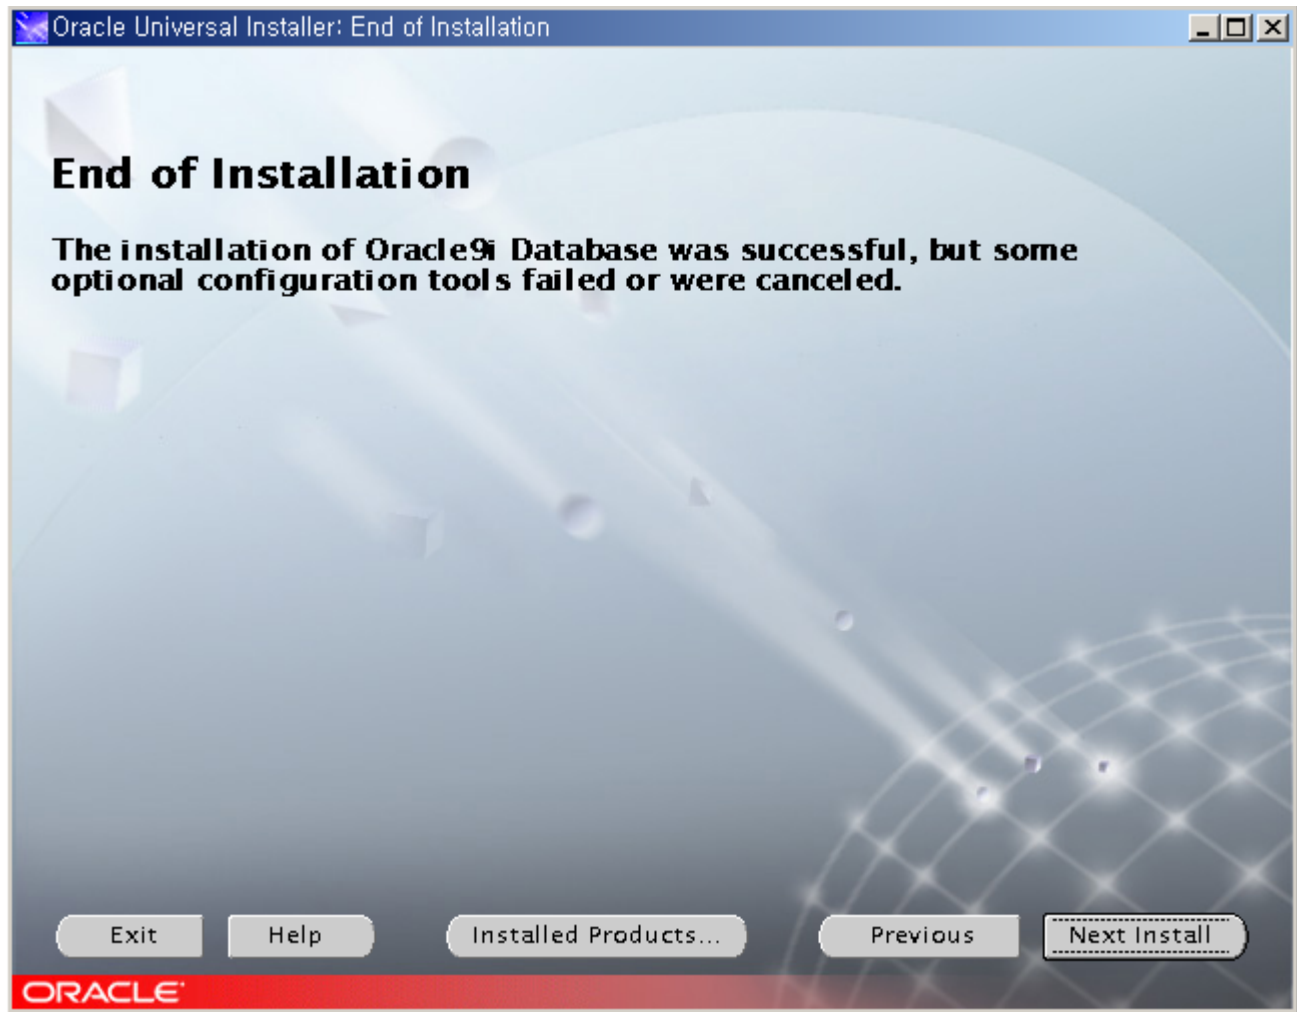 Oracle Universal Installer: End of Installation
End of Installation
The installation of Oracle9i Database was successful, but some
optional configuration tools failed or were canceled.
Exit Help Installed Products... Previous Next Install
ORACLE